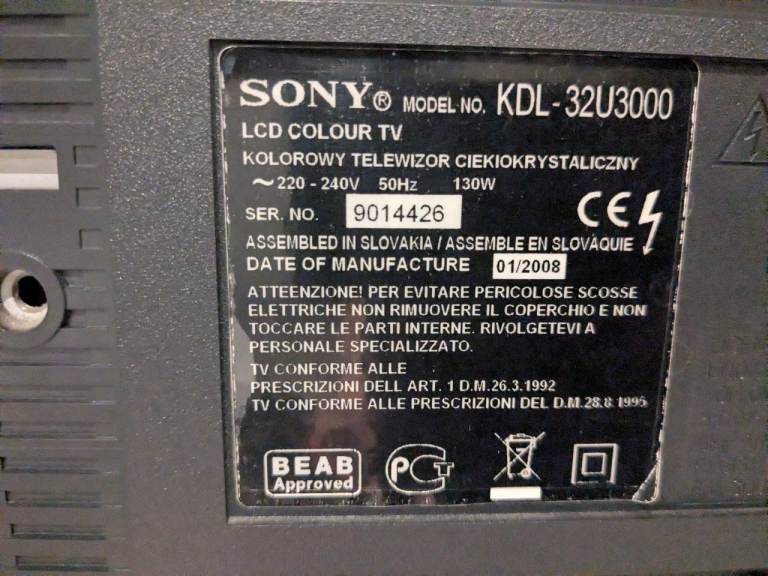 SONY® MODEL NO. KDL-32U3000
LCD COLOUR TV
KOLOROWY TELEWIZOR CIEKIOKRYSTALICZNY
~220 - 240V 50Hz 130W
SER. NO. 9014426
CE
ASSEMBLED IN SLOVAKIA / ASSEMBLE EN SLOVAQUIE
DATE OF MANUFACTURE 01/2008
ATTEENZIONE! PER EVITARE PERICOLOSE SCOSSE
ELETTRICHE NON RIMUOVERE IL COPERCHIO E NON
TOCCARE LE PARTI INTERNE. RIVOLGETEVI A
PERSONALE SPECIALIZZATO.
TV CONFORME ALLE
PRESCRIZIONI DELL ART. 1 D.M.26.3.1992
TV CONFORME ALLE PRESCRIZIONI DEL D.M.28.8.1995
BEAB
Approved
PCT